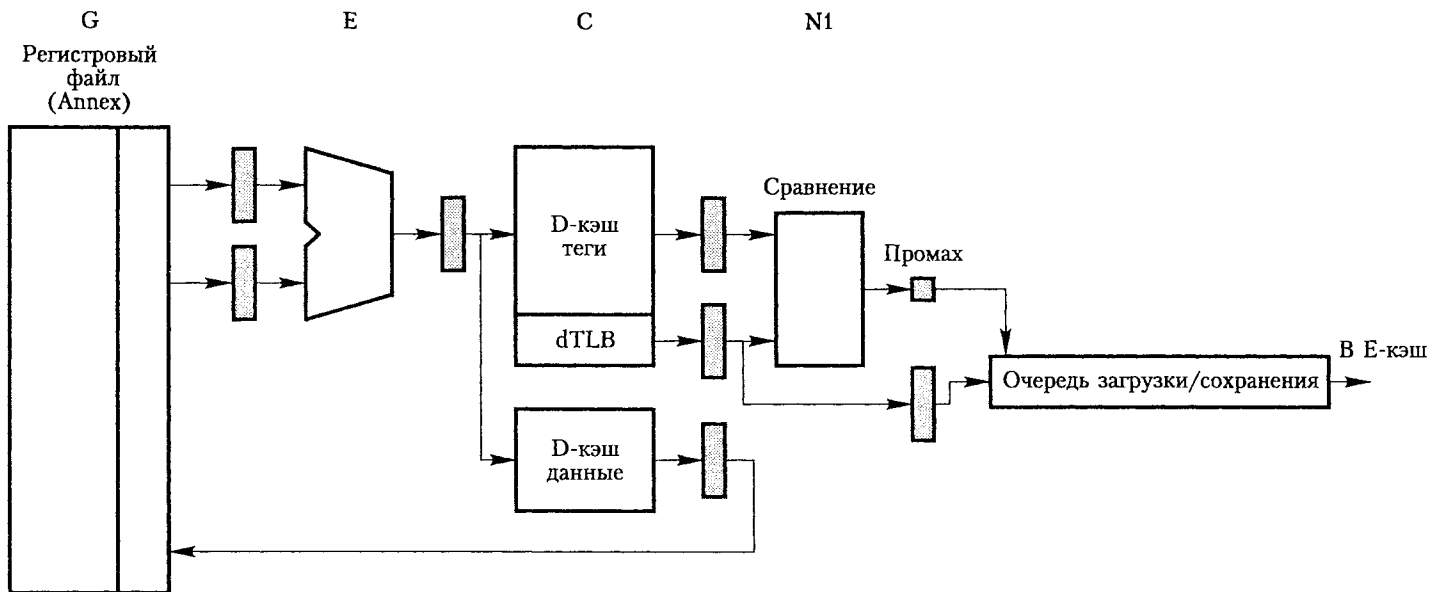 G
E
C
N1
Регистровый
файл
(Annex)
Сравнение
D-кэш
теги
Промах
dTLB
В Е-кэш
Очередь загрузки/сохранения
D-кэш
данные